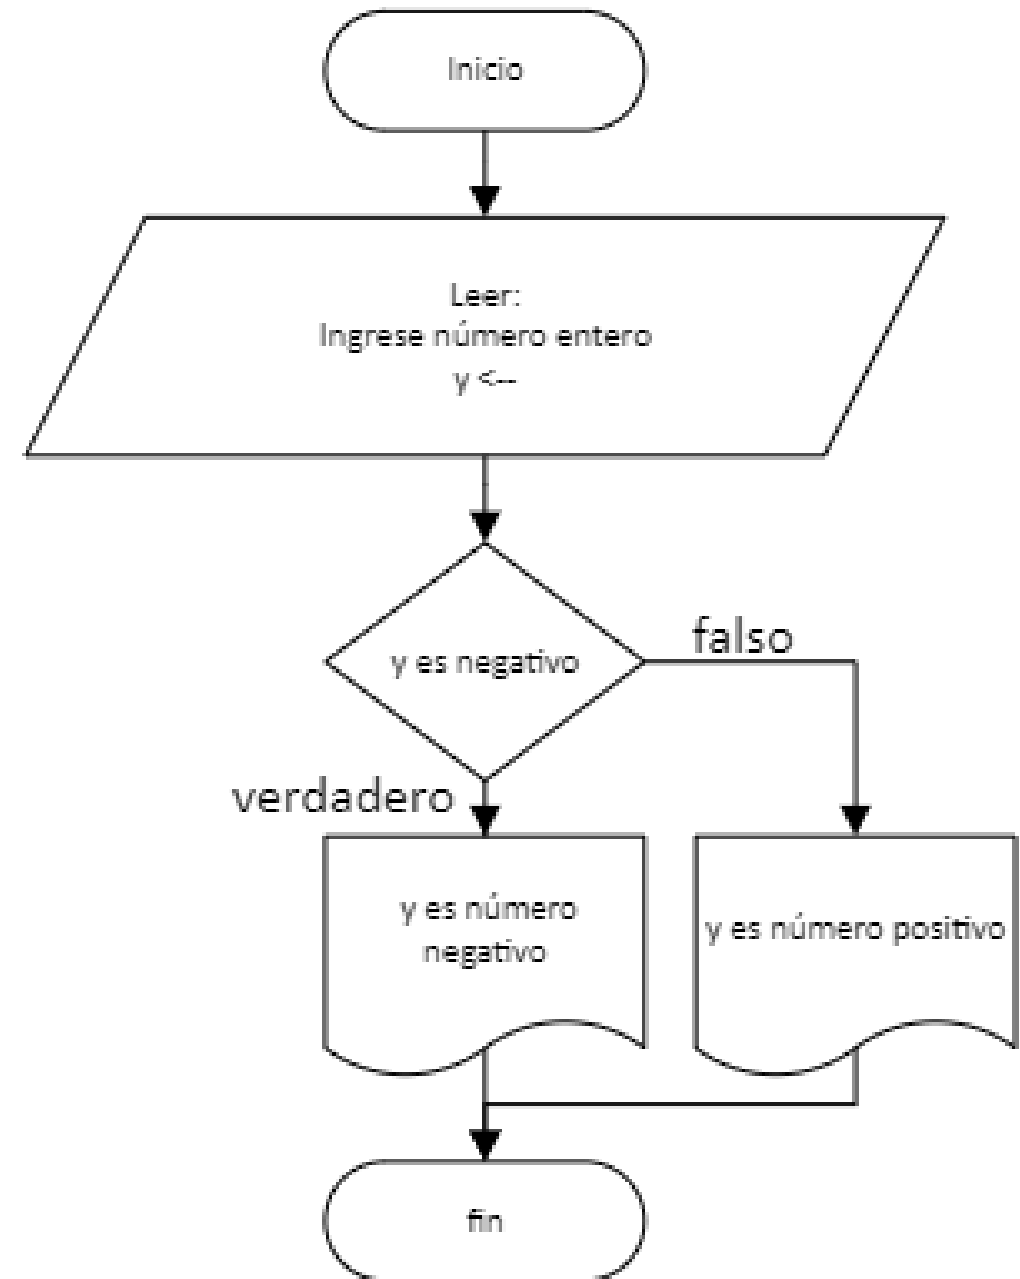 Inicio
Leer:
Ingrese número entero
y <--
y es negativo
falso
verdadero
y es número
negativo
y es número positivo
fin